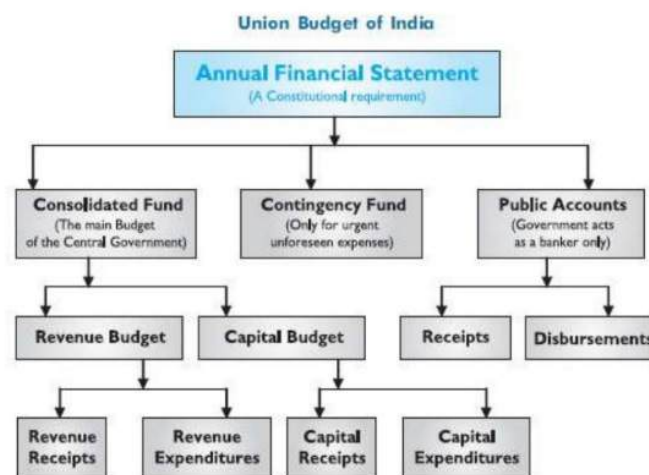 Union Budget of India
Annual Financial Statement
(A Constitutional requirement)
Consolidated Fund
(The main Budget
of the Central Government)
Contingency Fund
(Only for urgent
unforeseen expenses)
Public Accounts
(Government acts
as a banker only)
Revenue Budget
Capital Budget
Receipts
Disbursements
Revenue
Receipts
Revenue
Expenditures
Capital
Receipts
Capital
Expenditures